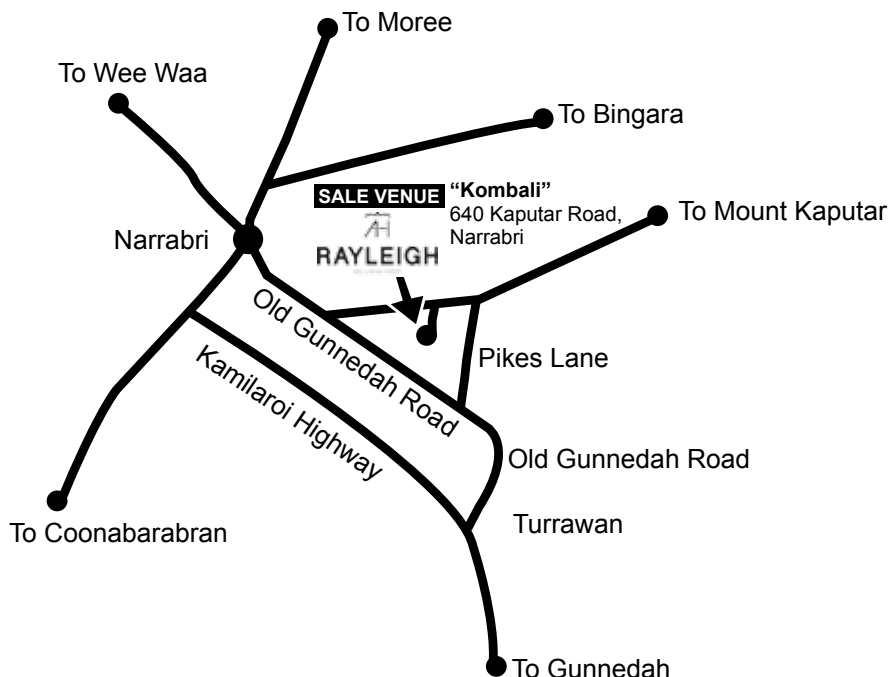 To Moree
To Wee Waa
To Bingara
SALE VENUE
“Kombali”
640 Kaputar Road,
Narrabri
To Mount Kaputar
Narrabri
AH
RAYLEIGH
Old Gunnedah Road
Pikes Lane
Kamilaroi Highway
Old Gunnedah Road
Turrawan
To Coonabarabran
To Gunnedah